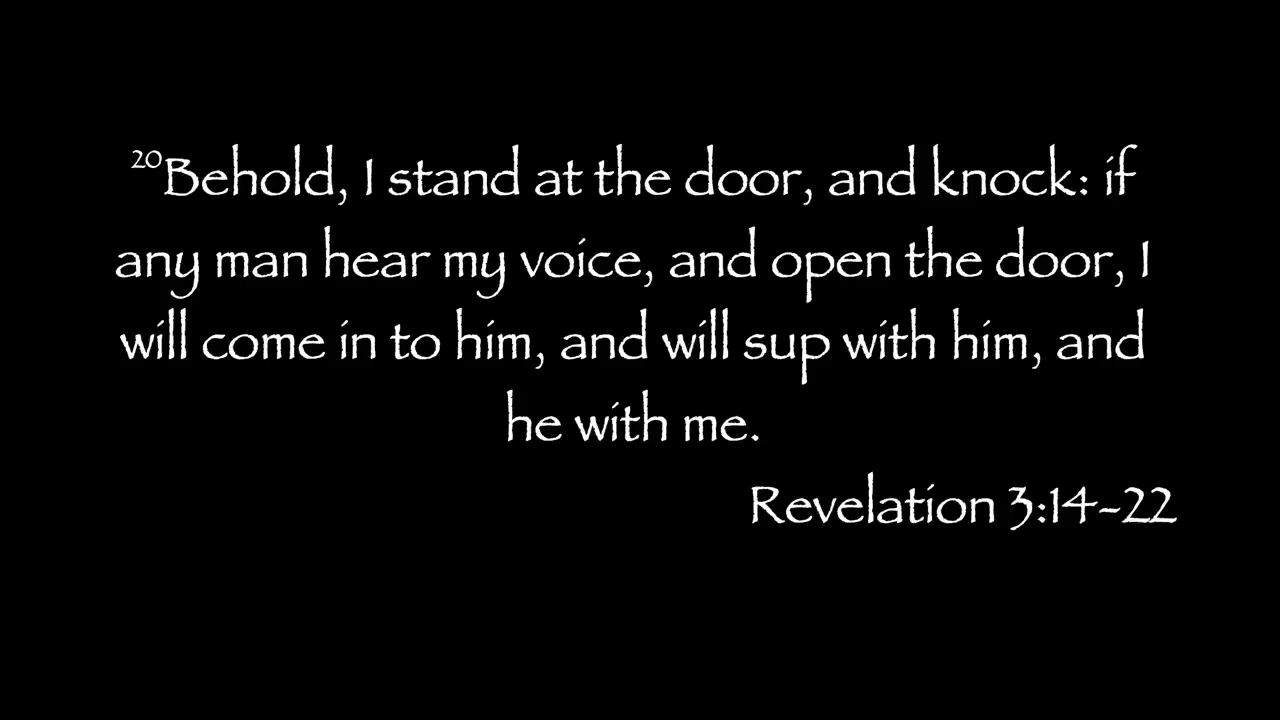 ²⁰Behold, I stand at the door, and knock: if
any man hear my voice, and open the door, I
will come in to him, and will sup with him, and
he with me.
Revelation 3:14-22